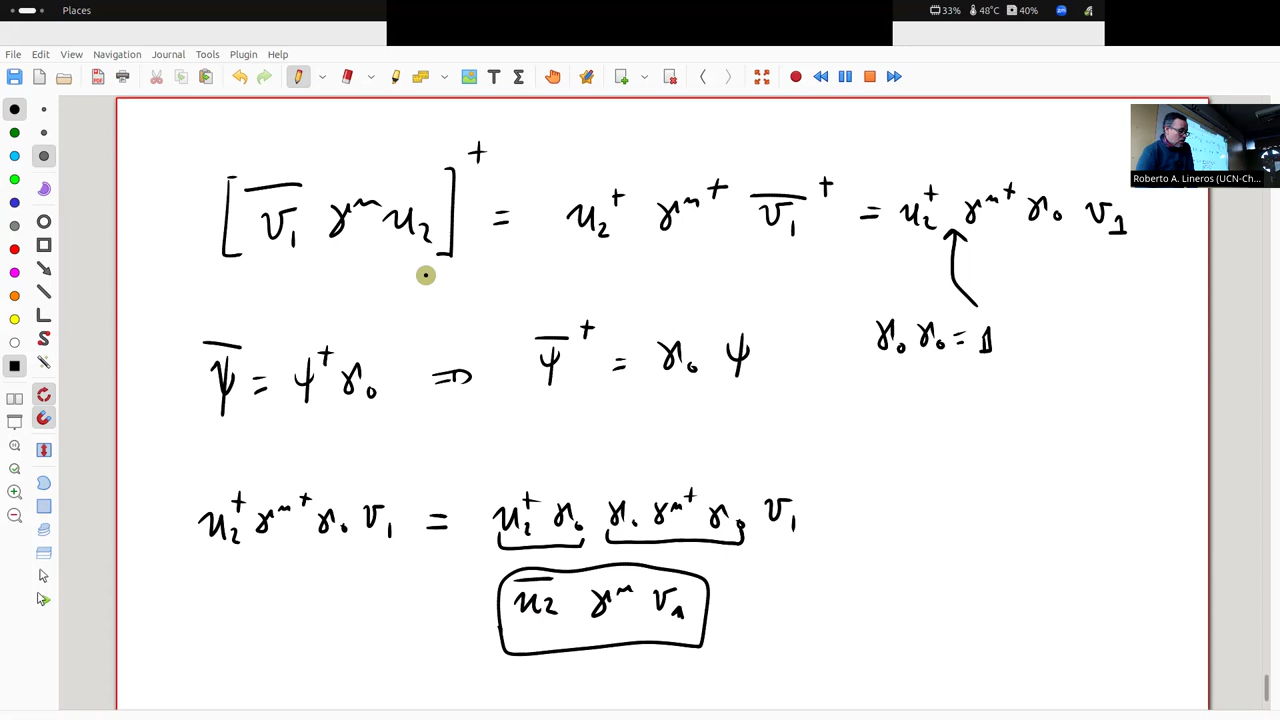 Places 33% 48°C 40%
File Edit View Navigation Journal Tools Plugin Help
[v̅₁ γ^μ u₂]⁺ = u₂⁺ γ^μ⁺ v̅₁⁺ = u₂⁺ γ^μ⁺ γ₀ v₁
Roberto A. Lineros (UCN-Ch...
ψ̅ = ψ⁺ γ₀ ⇒ ψ̅⁺ = γ₀ ψ γ₀ γ₀ = 1
u₂⁺ γ^μ⁺ γ₀ v₁ = u₂⁺ γ₀ γ₀ γ^μ⁺ γ₀ v₁
u̅₂ γ^μ v₁